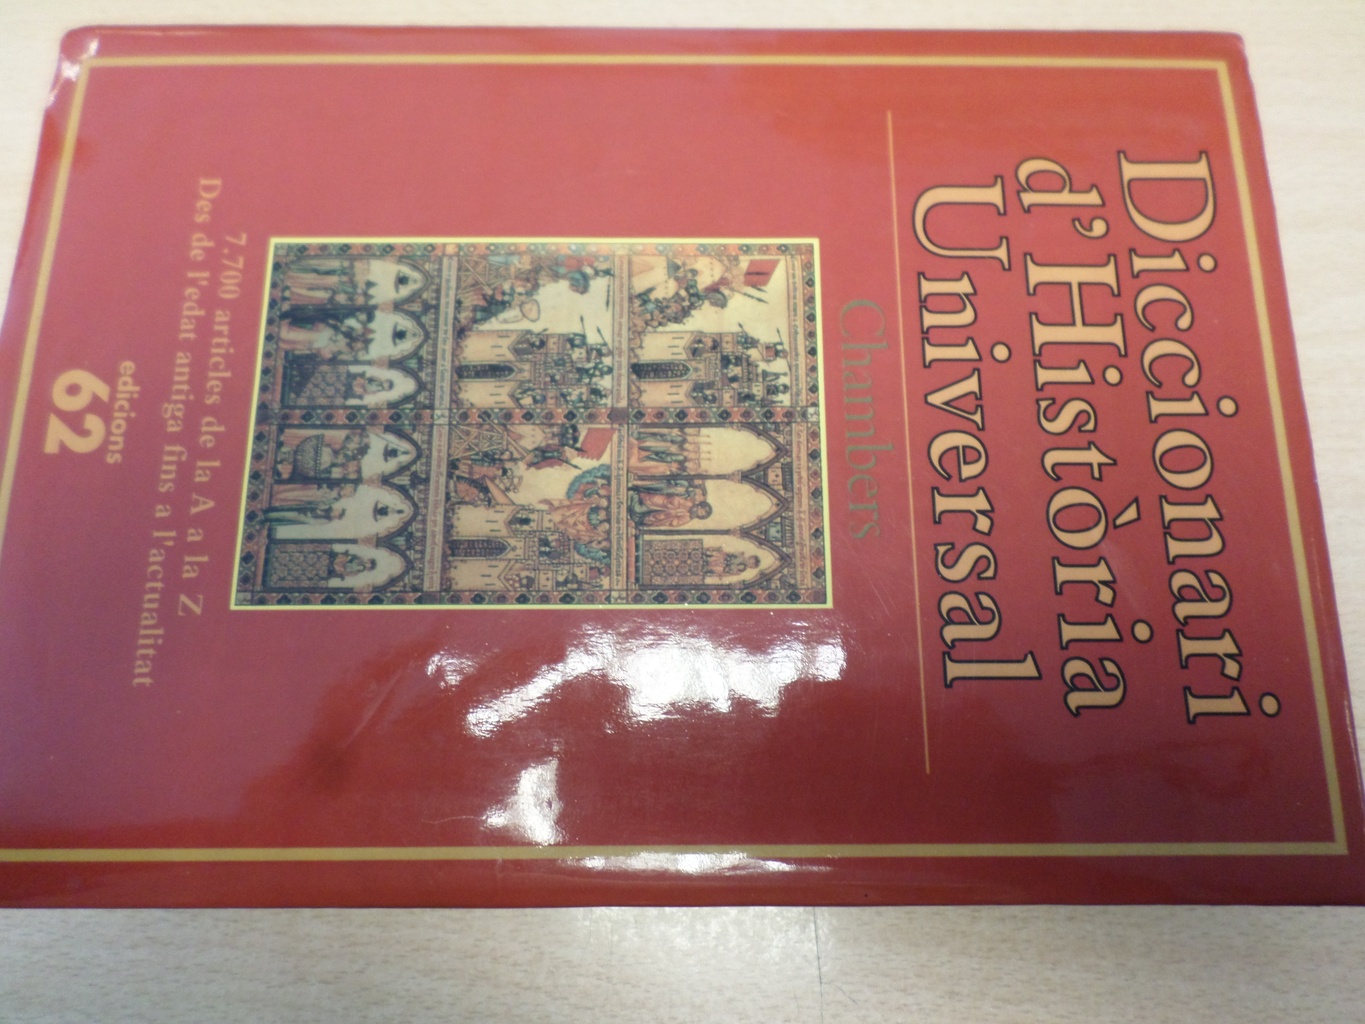 Diccionari
d'Història
Universal
Chambers
7.700 articles de la A a la Z
Des de l'edat antiga fins a l'actualitat
edicions
62